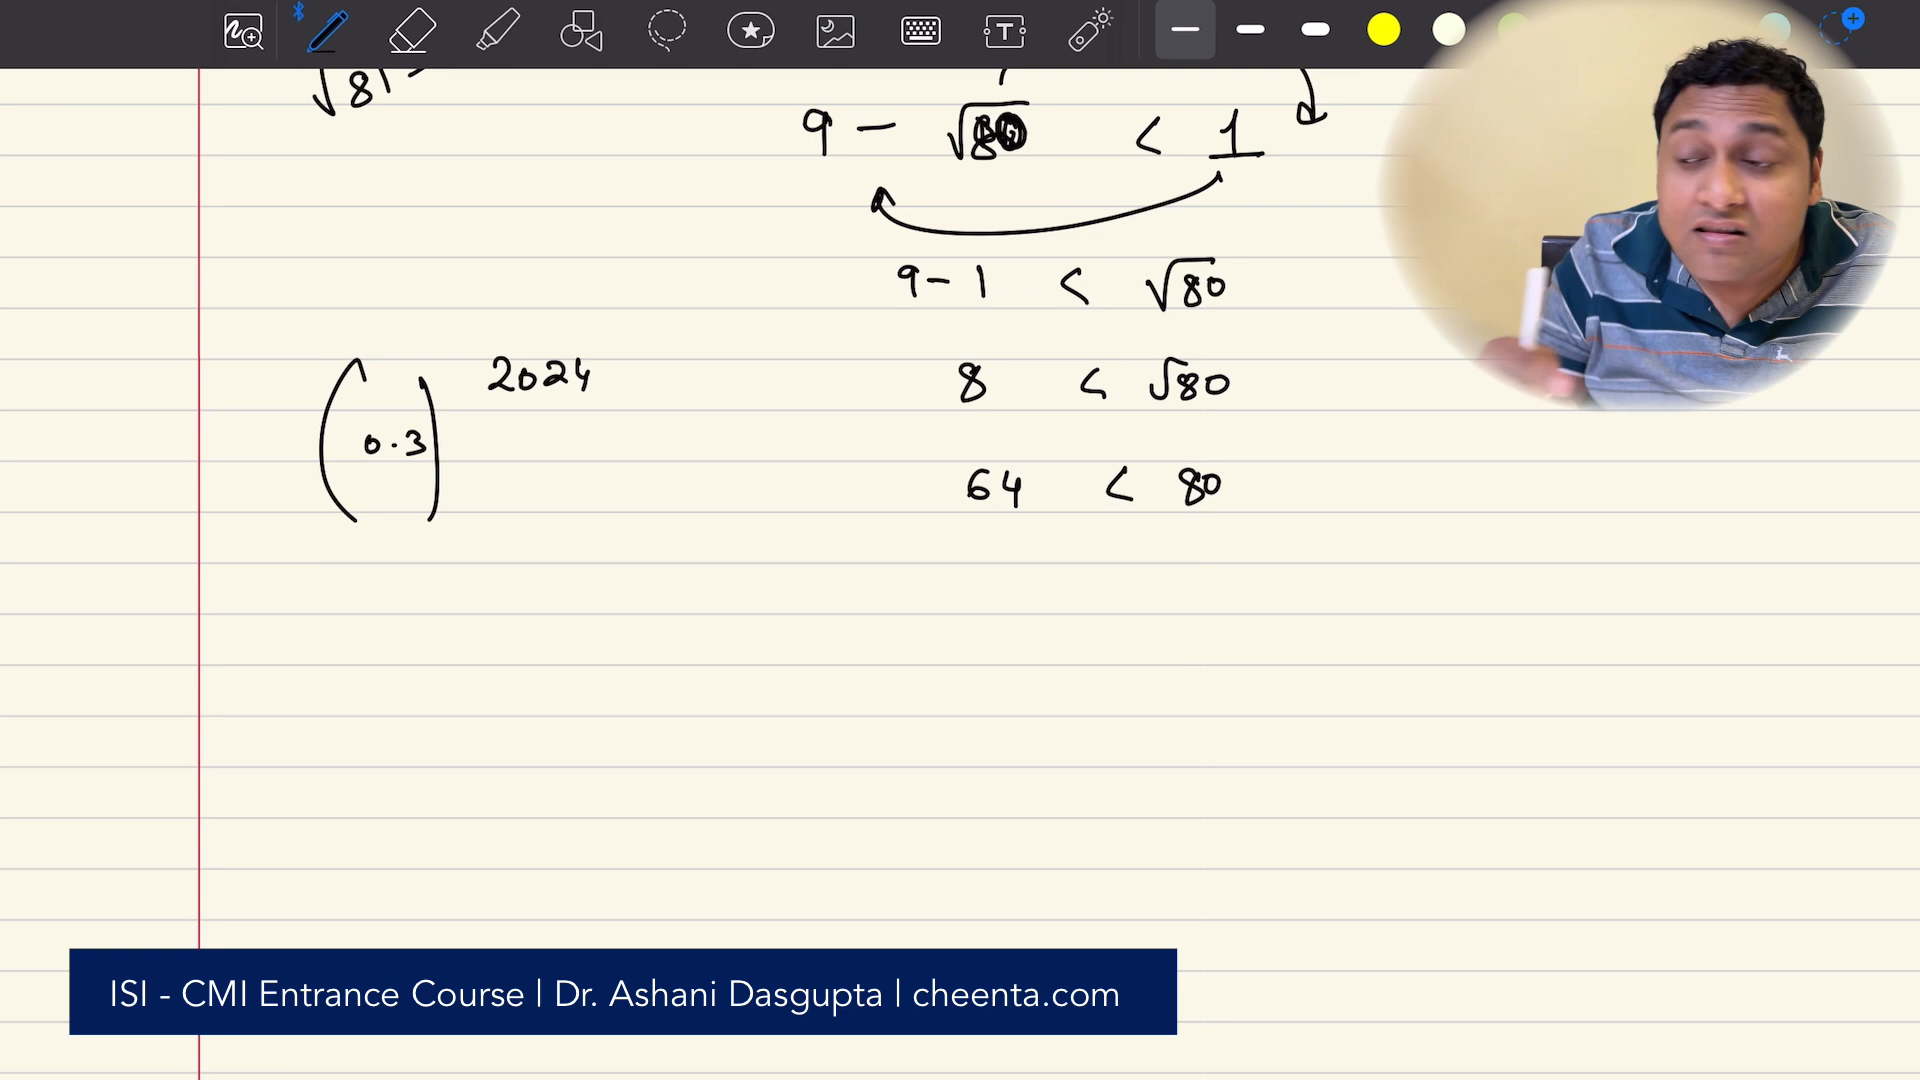 √81 -
9 - √80 < 1
9 - 1 < √80
(0.3)^2024
8 < √80
64 < 80
T
ISI - CMI Entrance Course | Dr. Ashani Dasgupta | cheenta.com